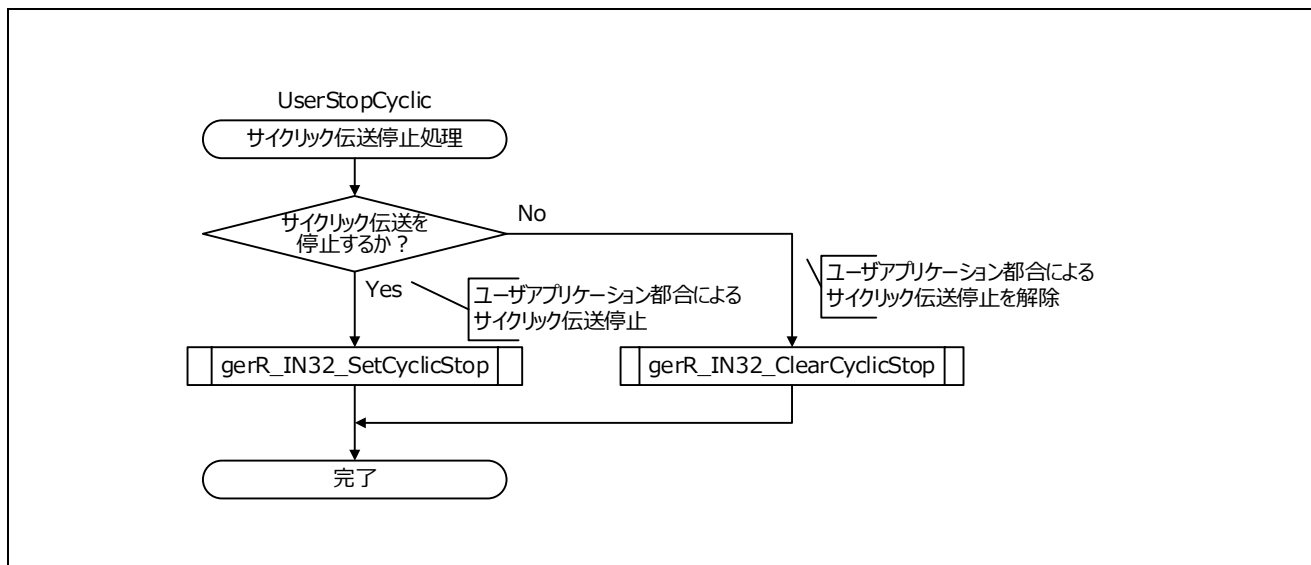 UserStopCyclic
サイクリック伝送停止処理
サイクリック伝送を
停止するか？
No
Yes
ユーザアプリケーション都合による
サイクリック伝送停止
ユーザアプリケーション都合による
サイクリック伝送停止を解除
gerR_IN32_SetCyclicStop
gerR_IN32_ClearCyclicStop
完了